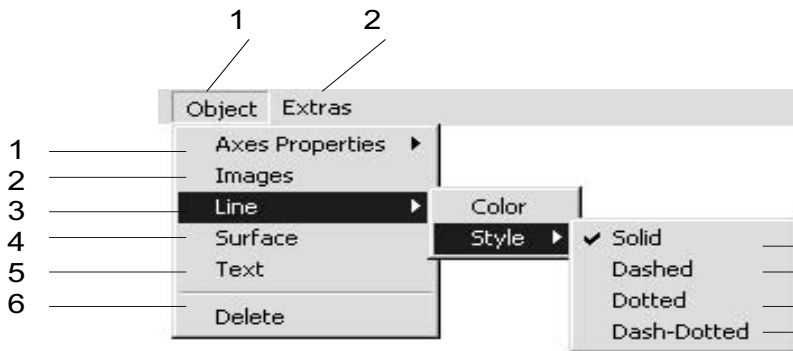 1 2
Object Extras
1 Axes Properties
2 Images
3 Line Color
4 Surface Style ✔ Solid
5 Text Dashed
Dotted
6 Delete Dash-Dotted